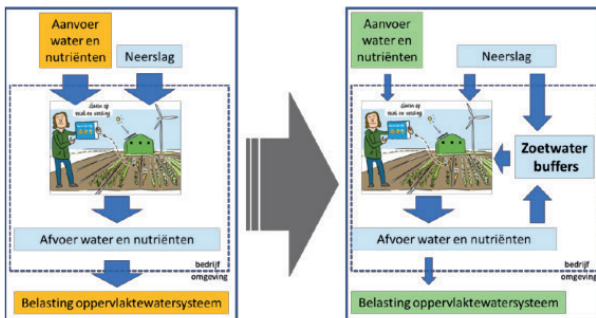 Aanvoer
water en
nutriënten
Neerslag
Afvoer water en nutriënten
bedrijf
omgeving
Belasting oppervlaktewatersysteem
Aanvoer
water en
nutriënten
Neerslag
Zoetwater
buffers
Afvoer water en nutriënten
bedrijf
omgeving
Belasting oppervlaktewatersysteem